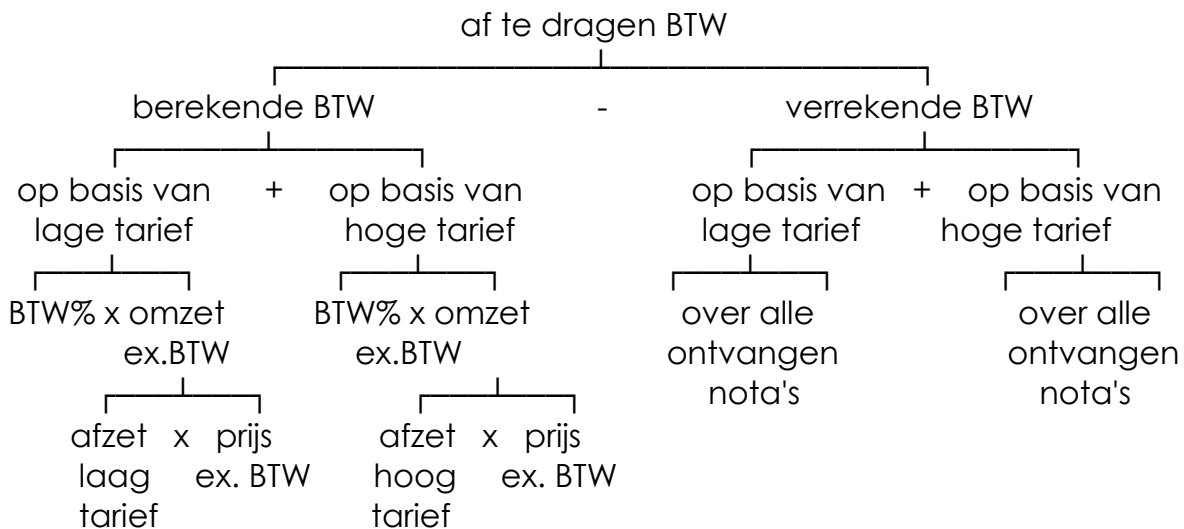 af te dragen BTW
berekende BTW - verrekende BTW
op basis van + op basis van op basis van + op basis van
lage tarief hoge tarief lage tarief hoge tarief
BTW% x omzet BTW% x omzet over alle over alle
ex.BTW ex.BTW ontvangen ontvangen
nota's nota's
afzet x prijs afzet x prijs
laag ex. BTW hoog ex. BTW
tarief tarief